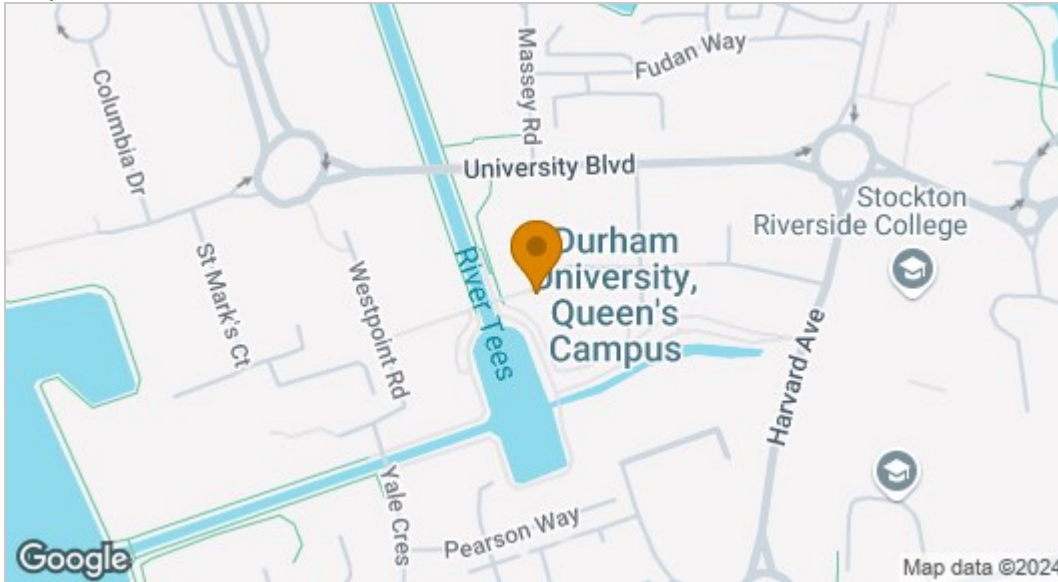 Columbia Dr
Massey Rd
Fudan Way
University Blvd
Stockton
Riverside College
St Mark's Ct
Westpoint Rd
River Tees
Durham
University,
Queen's
Campus
Harvard Ave
Yale Cres
Pearson Way
Google
Map data ©2024